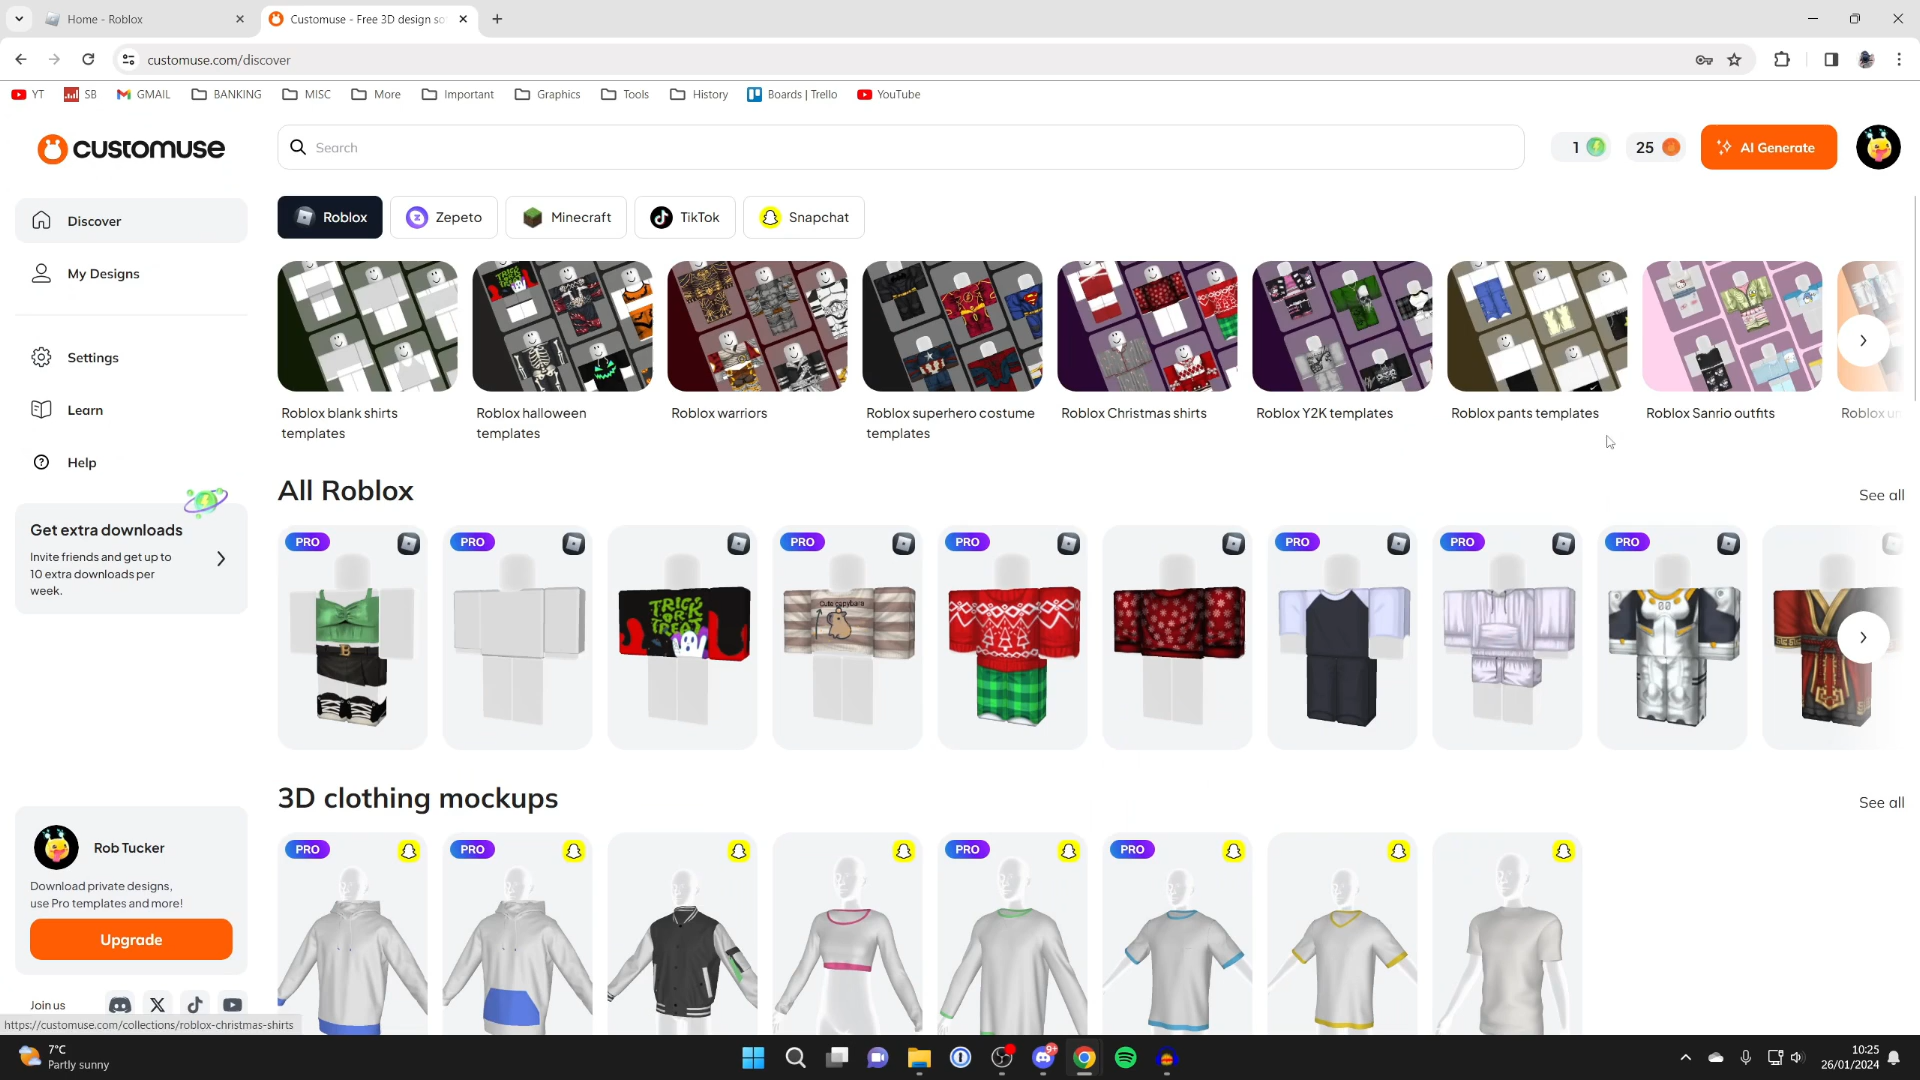 Home - Roblox
Customuse - Free 3D design so
customuse.com/discover
YT
SB
GMAIL
BANKING
MISC
More
Important
Graphics
Tools
History
Boards | Trello
YouTube
customuse
Search
1
25
AI Generate
Discover
My Designs
Settings
Learn
Help
Get extra downloads
Invite friends and get up to
10 extra downloads per
week.
Rob Tucker
Download private designs,
use Pro templates and more!
Upgrade
Join us
Roblox
Zepeto
Minecraft
TikTok
Snapchat
Roblox blank shirts
templates
Roblox halloween
templates
Roblox warriors
Roblox superhero costume
templates
Roblox Christmas shirts
Roblox Y2K templates
Roblox pants templates
Roblox Sanrio outfits
Roblox un
All Roblox
See all
PRO
PRO
PRO
PRO
PRO
PRO
PRO
TRICK
OR
TREAT
Cute capybara
B
00
3D clothing mockups
See all
PRO
PRO
PRO
PRO
https://customuse.com/collections/roblox-christmas-shirts
7°C
Partly sunny
9+
10:25
26/01/2024